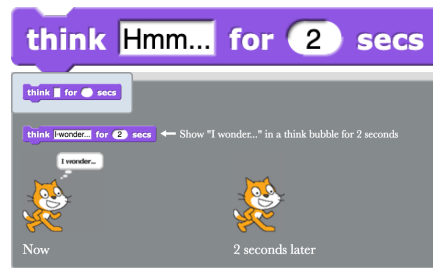 think Hmm... for 2 secs
think for secs
think I wonder... for 2 secs Show "I wonder..." in a think bubble for 2 seconds
I wonder...
Now 2 seconds later